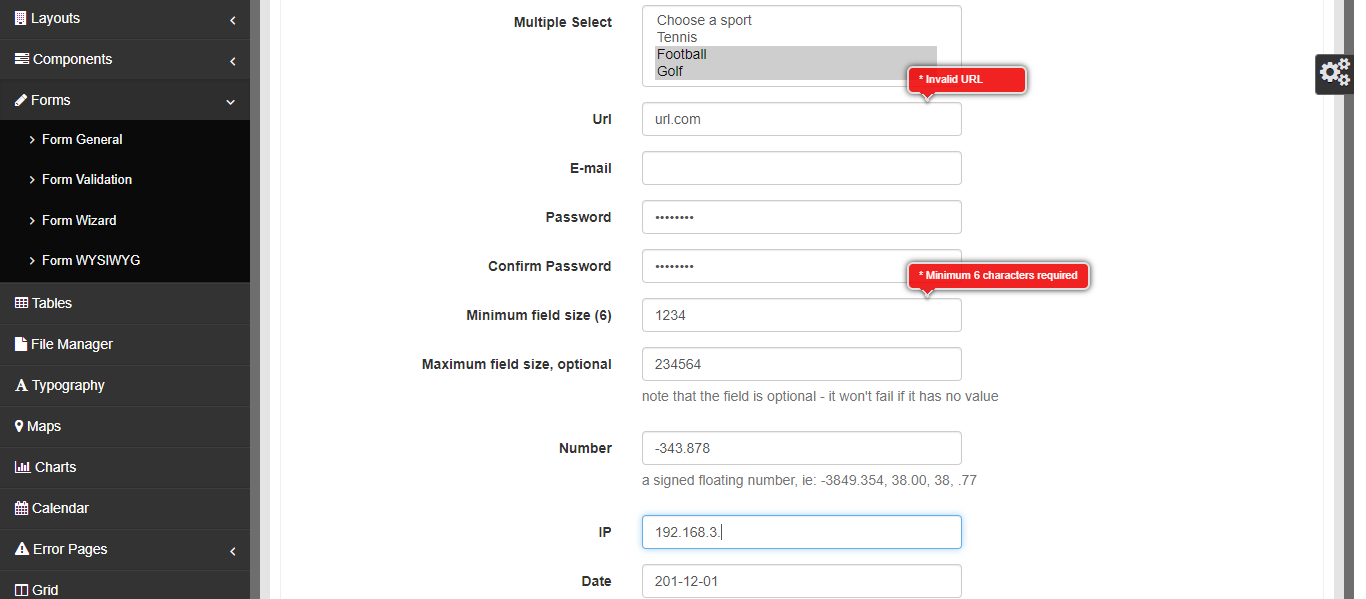 Layouts
Components
Forms
Form General
Form Validation
Form Wizard
Form WYSIWYG
Tables
File Manager
Typography
Maps
Charts
Calendar
Error Pages
Grid
Multiple Select
Choose a sport
Tennis
Football
Golf
* Invalid URL
Url
url.com
E-mail
Password
••••••••
Confirm Password
••••••••
* Minimum 6 characters required
Minimum field size (6)
1234
Maximum field size, optional
234564
note that the field is optional - it won't fail if it has no value
Number
-343.878
a signed floating number, ie: -3849.354, 38.00, 38, .77
IP
192.168.3.
Date
201-12-01